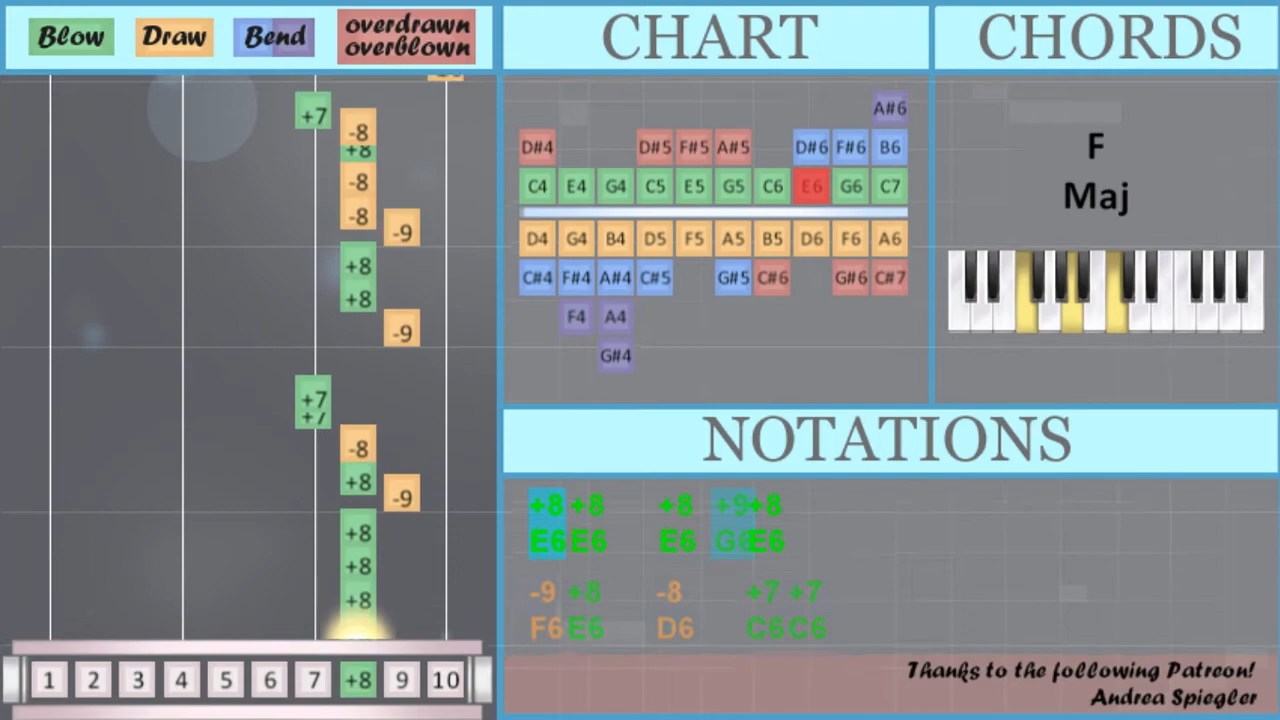 Blow Draw Bend overdrawn
overblown
CHART
CHORDS
+7
-8
+8
-8
-8
-9
+8
+8
-9
+7
+7
-8
+8
-9
+8
+8
+8
1 2 3 4 5 6 7 +8 9 10
A#6
D#4 D#5 F#5 A#5 D#6 F#6 B6
C4 E4 G4 C5 E5 G5 C6 E6 G6 C7
D4 G4 B4 D5 F5 A5 B5 D6 F6 A6
C#4 F#4 A#4 C#5 G#5 C#6 G#6 C#7
F4 A4
G#4
F
Maj
NOTATIONS
+8 +8 +8 +9 +8
E6 E6 E6 G6 E6
-9 +8 -8 +7 +7
F6 E6 D6 C6 C6
Thanks to the following Patreon!
Andrea Spiegler